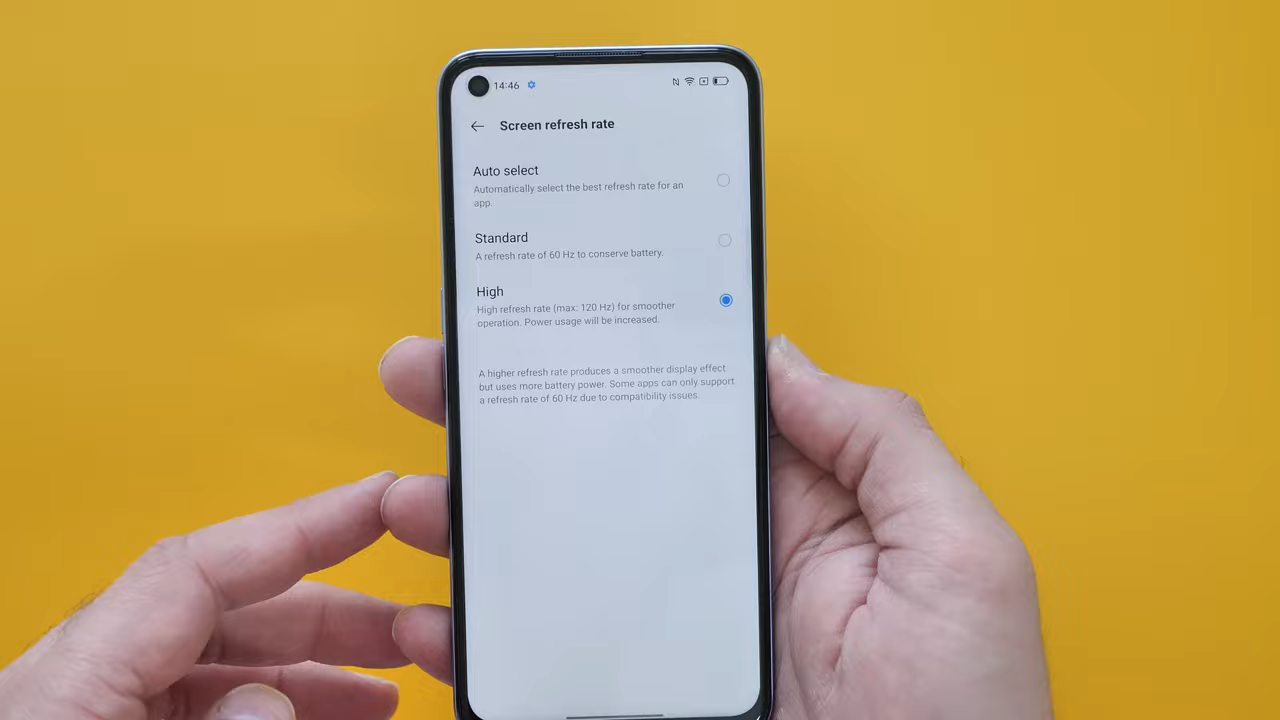 14:46
Screen refresh rate
Auto select
Automatically select the best refresh rate for an
app.
Standard
A refresh rate of 60 Hz to conserve battery.
High
High refresh rate (max: 120 Hz) for smoother
operation. Power usage will be increased.
A higher refresh rate produces a smoother display effect
but uses more battery power. Some apps can only support
a refresh rate of 60 Hz due to compatibility issues.